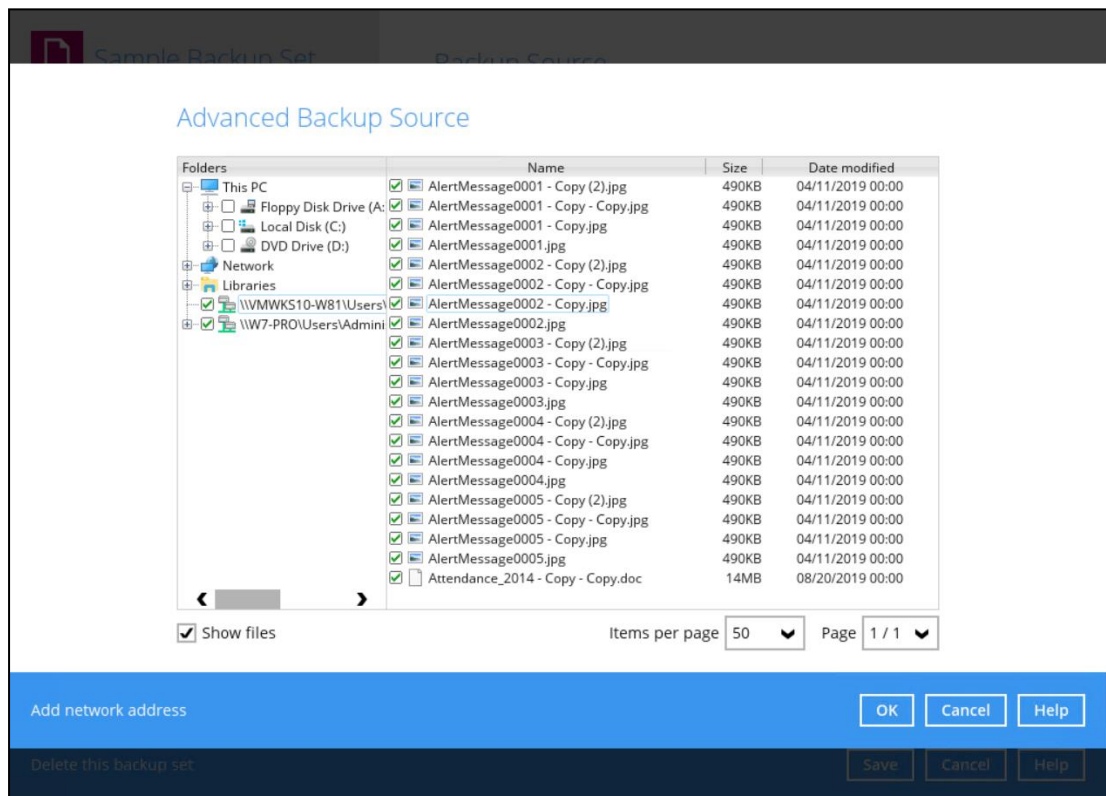 Sample Backup Set
Backup Source
Advanced Backup Source
Folders Name Size Date modified
This PC
Floppy Disk Drive (A:
Local Disk (C:)
DVD Drive (D:)
Network
Libraries
\\VMWKS10-W81\Users\
\\W7-PRO\Users\Admini
AlertMessage0001 - Copy (2).jpg 490KB 04/11/2019 00:00
AlertMessage0001 - Copy - Copy.jpg 490KB 04/11/2019 00:00
AlertMessage0001 - Copy.jpg 490KB 04/11/2019 00:00
AlertMessage0001.jpg 490KB 04/11/2019 00:00
AlertMessage0002 - Copy (2).jpg 490KB 04/11/2019 00:00
AlertMessage0002 - Copy - Copy.jpg 490KB 04/11/2019 00:00
AlertMessage0002 - Copy.jpg 490KB 04/11/2019 00:00
AlertMessage0002.jpg 490KB 04/11/2019 00:00
AlertMessage0003 - Copy (2).jpg 490KB 04/11/2019 00:00
AlertMessage0003 - Copy - Copy.jpg 490KB 04/11/2019 00:00
AlertMessage0003 - Copy.jpg 490KB 04/11/2019 00:00
AlertMessage0003.jpg 490KB 04/11/2019 00:00
AlertMessage0004 - Copy (2).jpg 490KB 04/11/2019 00:00
AlertMessage0004 - Copy - Copy.jpg 490KB 04/11/2019 00:00
AlertMessage0004 - Copy.jpg 490KB 04/11/2019 00:00
AlertMessage0004.jpg 490KB 04/11/2019 00:00
AlertMessage0005 - Copy (2).jpg 490KB 04/11/2019 00:00
AlertMessage0005 - Copy - Copy.jpg 490KB 04/11/2019 00:00
AlertMessage0005 - Copy.jpg 490KB 04/11/2019 00:00
AlertMessage0005.jpg 490KB 04/11/2019 00:00
Attendance_2014 - Copy - Copy.doc 14MB 08/20/2019 00:00
Show files Items per page 50 Page 1 / 1
Add network address OK Cancel Help
Delete this backup set Save Cancel Help